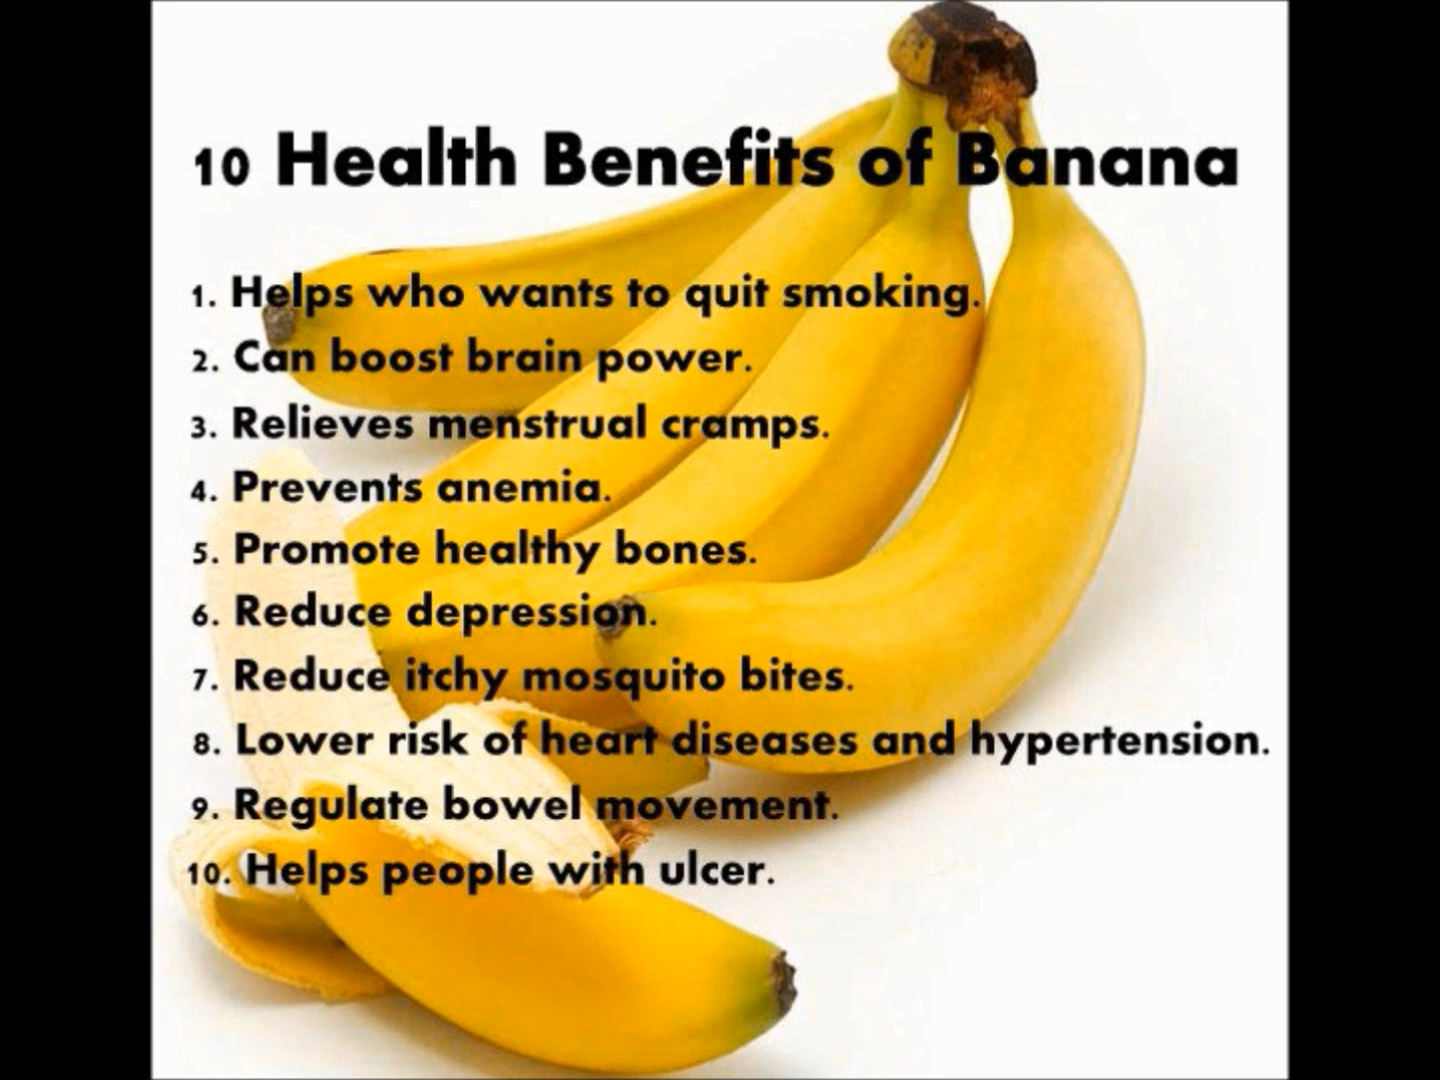 10 Health Benefits of Banana
1. Helps who wants to quit smoking.
2. Can boost brain power.
3. Relieves menstrual cramps.
4. Prevents anemia.
5. Promote healthy bones.
6. Reduce depression.
7. Reduce itchy mosquito bites.
8. Lower risk of heart diseases and hypertension.
9. Regulate bowel movement.
10. Helps people with ulcer.